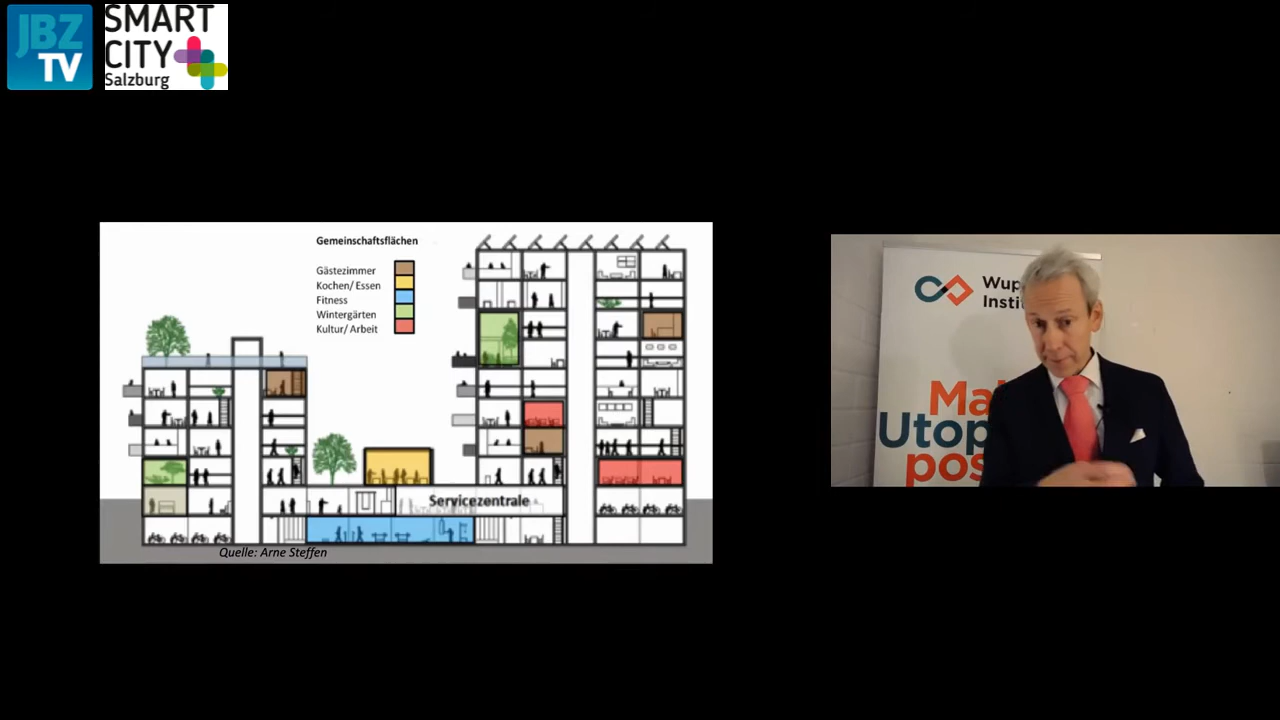 JBZ
TV
SMART
CITY
Salzburg
Gemeinschaftsflächen
Gästezimmer
Kochen/ Essen
Fitness
Wintergärten
Kultur/ Arbeit
Servicezentrale
Quelle: Arne Steffen